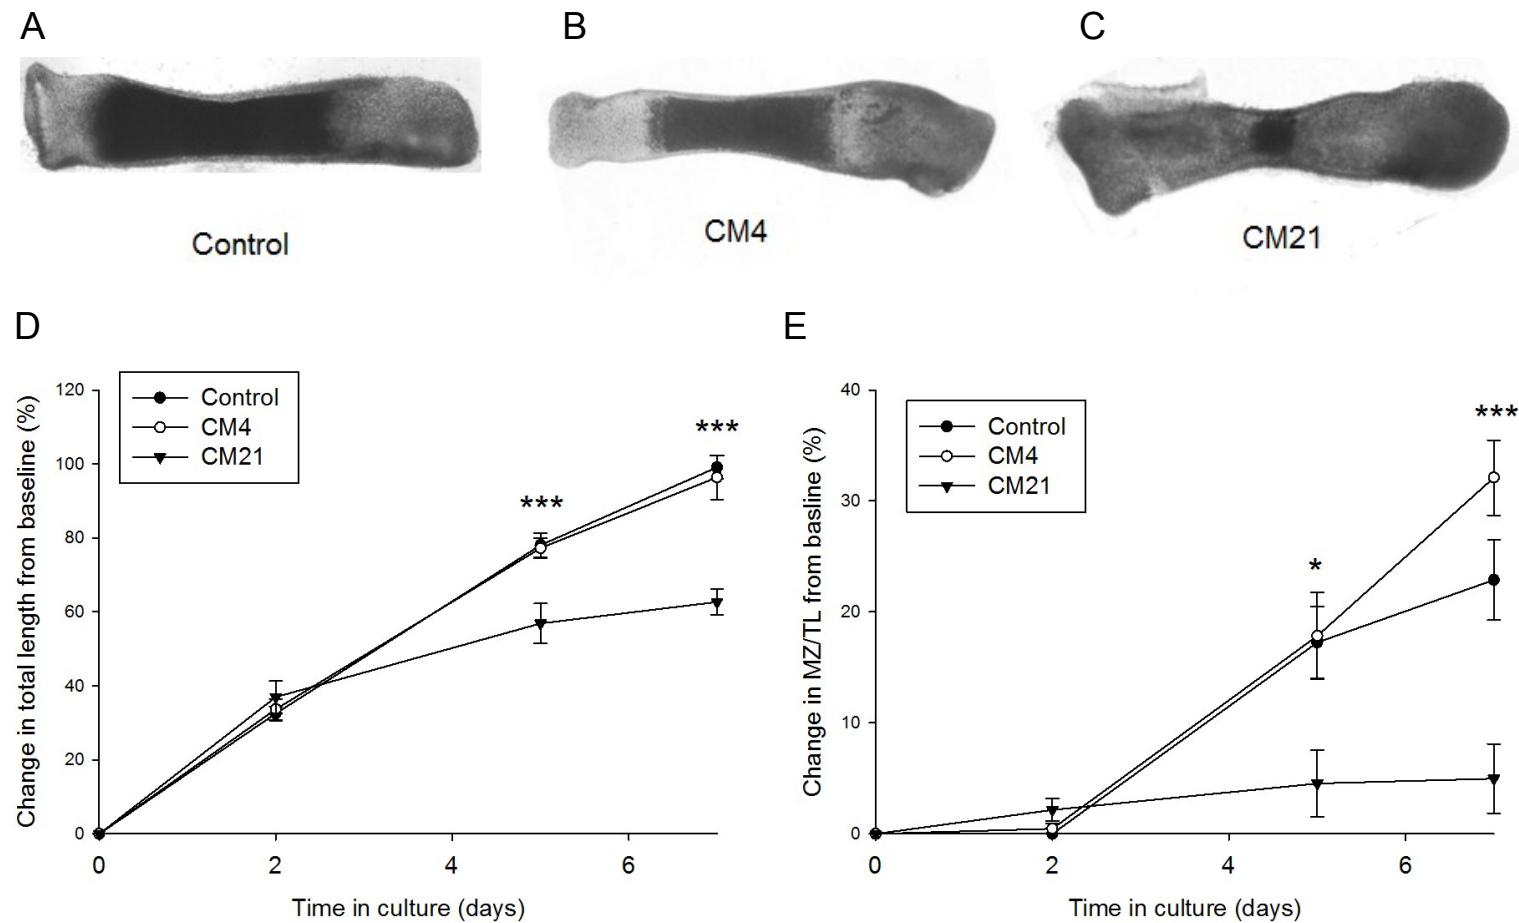 A
B
C
Control
CM4
CM21
D
Change in total length from baseline (%)
120
100
80
60
40
20
0
Control
CM4
CM21
***
***
0
2
4
6
Time in culture (days)
E
Change in MZ/TL from basline (%)
40
30
20
10
0
Control
CM4
CM21
*
***
0
2
4
6
Time in culture (days)